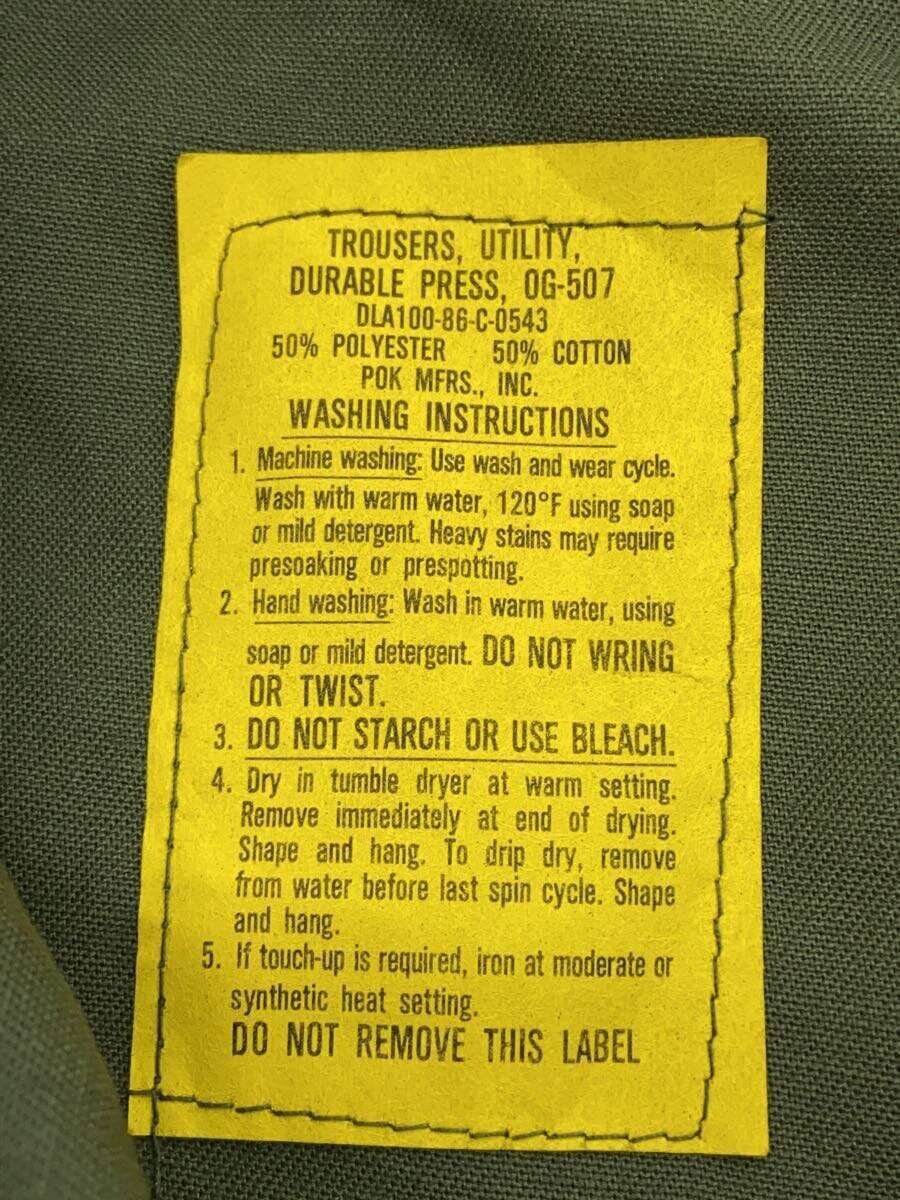 TROUSERS, UTILITY,
DURABLE PRESS, OG-507
DLA100-86-C-0543
50% POLYESTER 50% COTTON
POK MFRS., INC.
WASHING INSTRUCTIONS
1. Machine washing: Use wash and wear cycle.
Wash with warm water, 120°F using soap
or mild detergent. Heavy stains may require
presoaking or prespotting.
2. Hand washing: Wash in warm water, using
soap or mild detergent. DO NOT WRING
OR TWIST.
3. DO NOT STARCH OR USE BLEACH.
4. Dry in tumble dryer at warm setting.
Remove immediately at end of drying.
Shape and hang. To drip dry, remove
from water before last spin cycle. Shape
and hang.
5. If touch-up is required, iron at moderate or
synthetic heat setting.
DO NOT REMOVE THIS LABEL